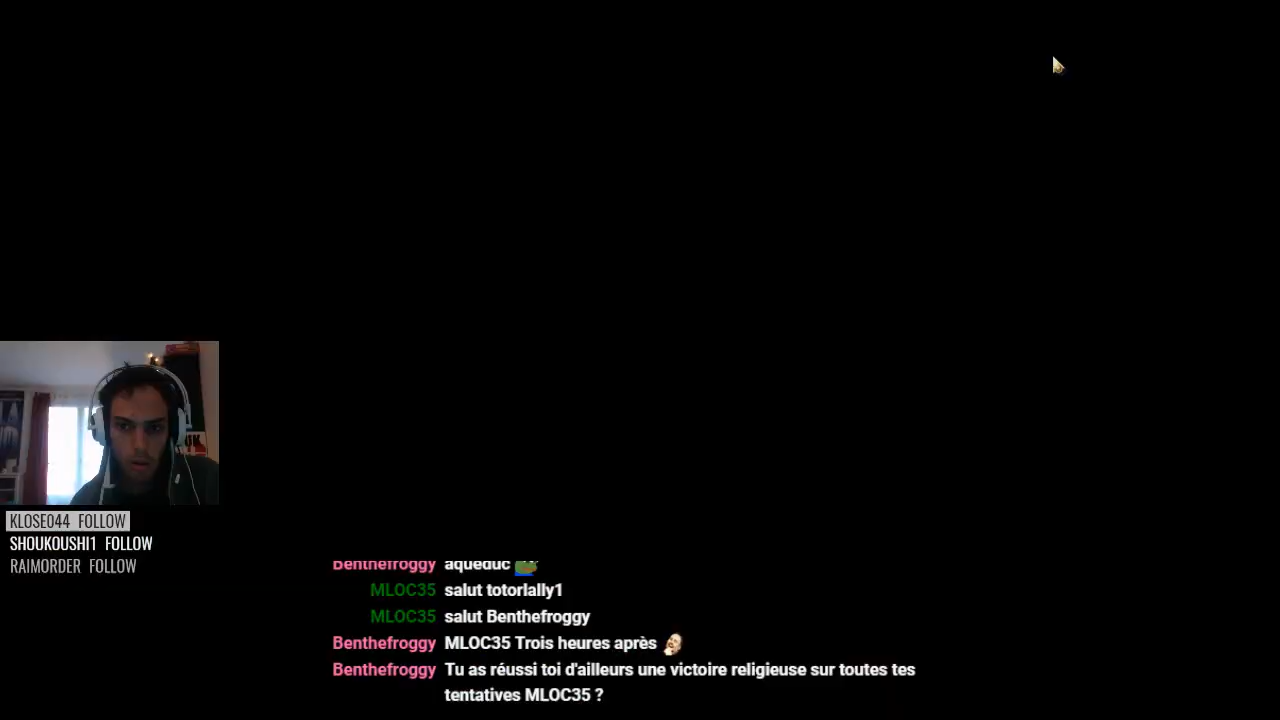 KLOSE044 FOLLOW
SHOUKOUSHI1 FOLLOW
RAIMORDER FOLLOW
Benthefroggy aqueduc
MLOC35 salut totorlally1
MLOC35 salut Benthefroggy
Benthefroggy MLOC35 Trois heures après
Benthefroggy Tu as réussi toi d'ailleurs une victoire religieuse sur toutes tes
tentatives MLOC35 ?